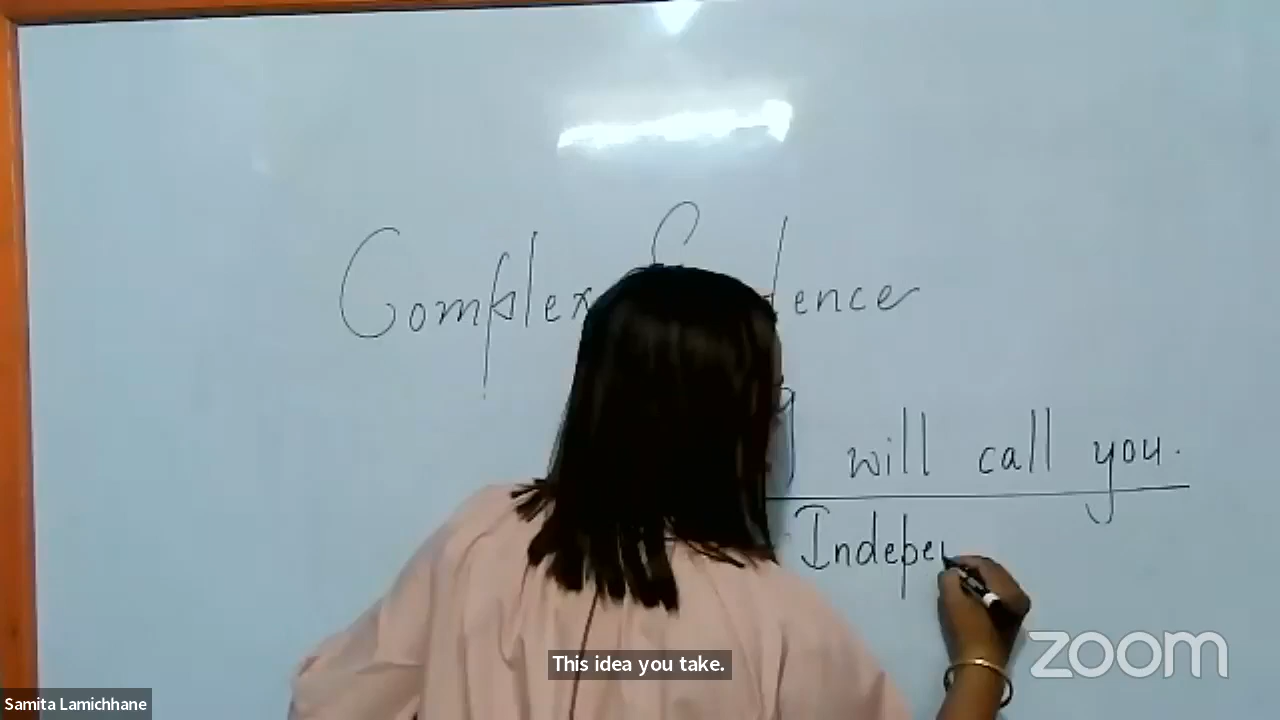 Complex ence
will call you.
Indepe
This idea you take.
zoom
Samita Lamichhane